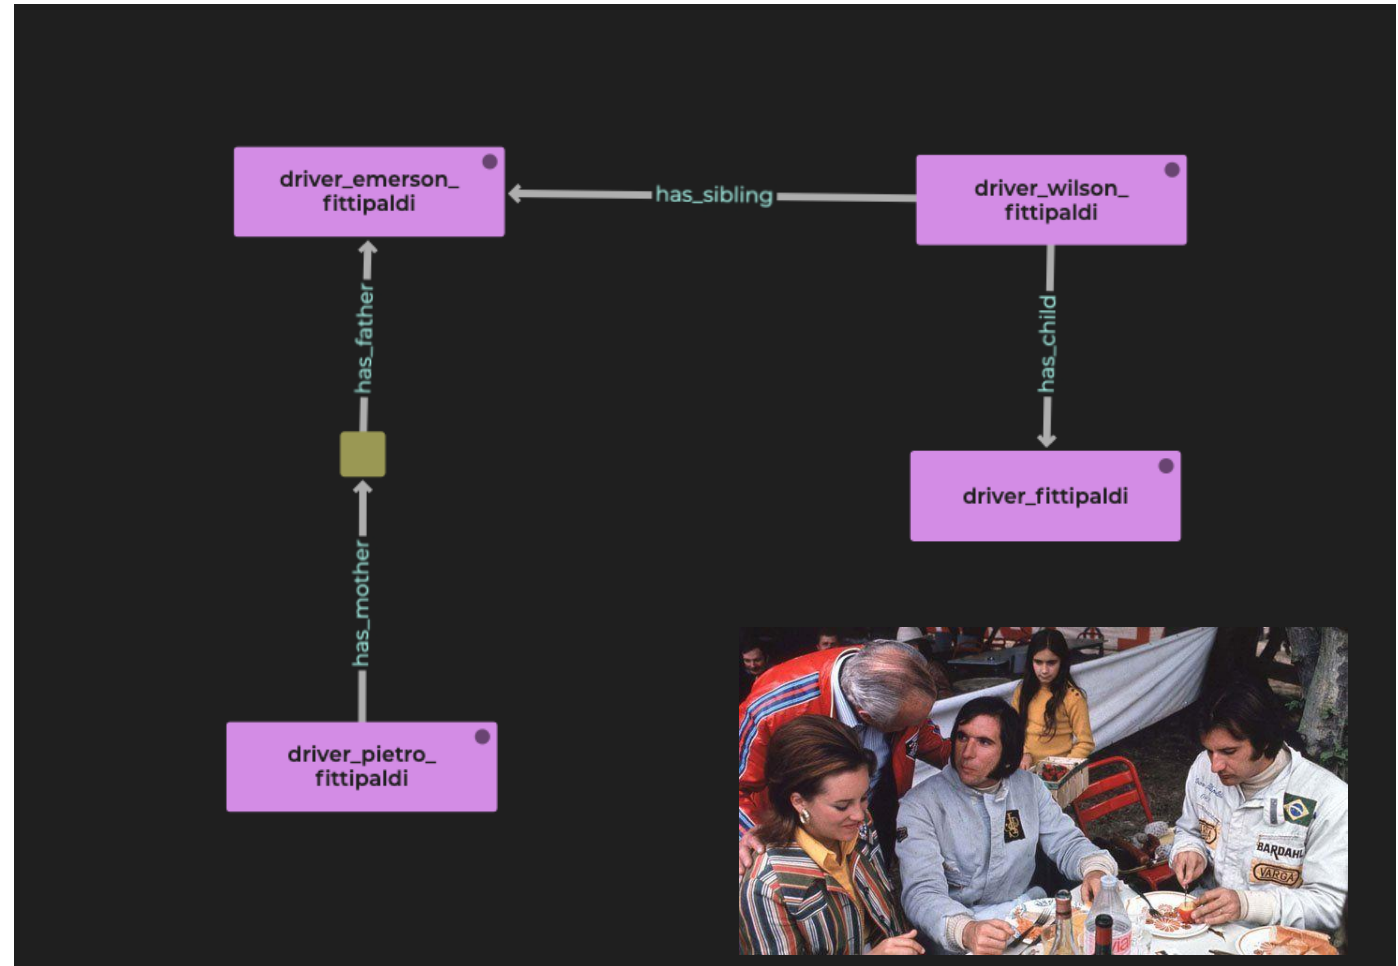 driver_emerson_
fittipaldi
has_sibling
driver_wilson_
fittipaldi
has_father
has_child
driver_fittipaldi
has_mother
driver_pietro_
fittipaldi
BARDAHL
VARGA